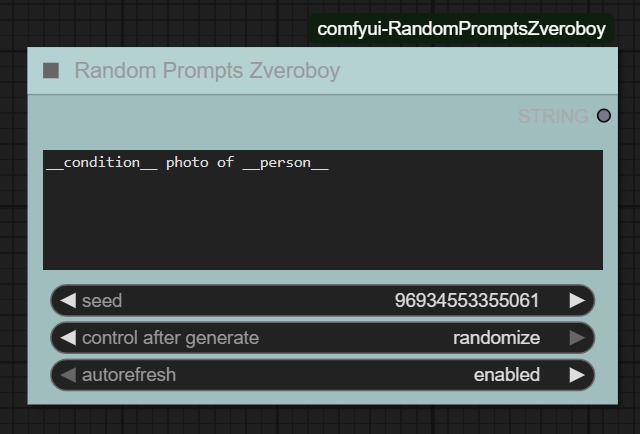 comfyui-RandomPromptsZveroboy
Random Prompts Zveroboy
STRING
__condition__ photo of __person__
seed 96934553355061
control after generate randomize
autorefresh enabled